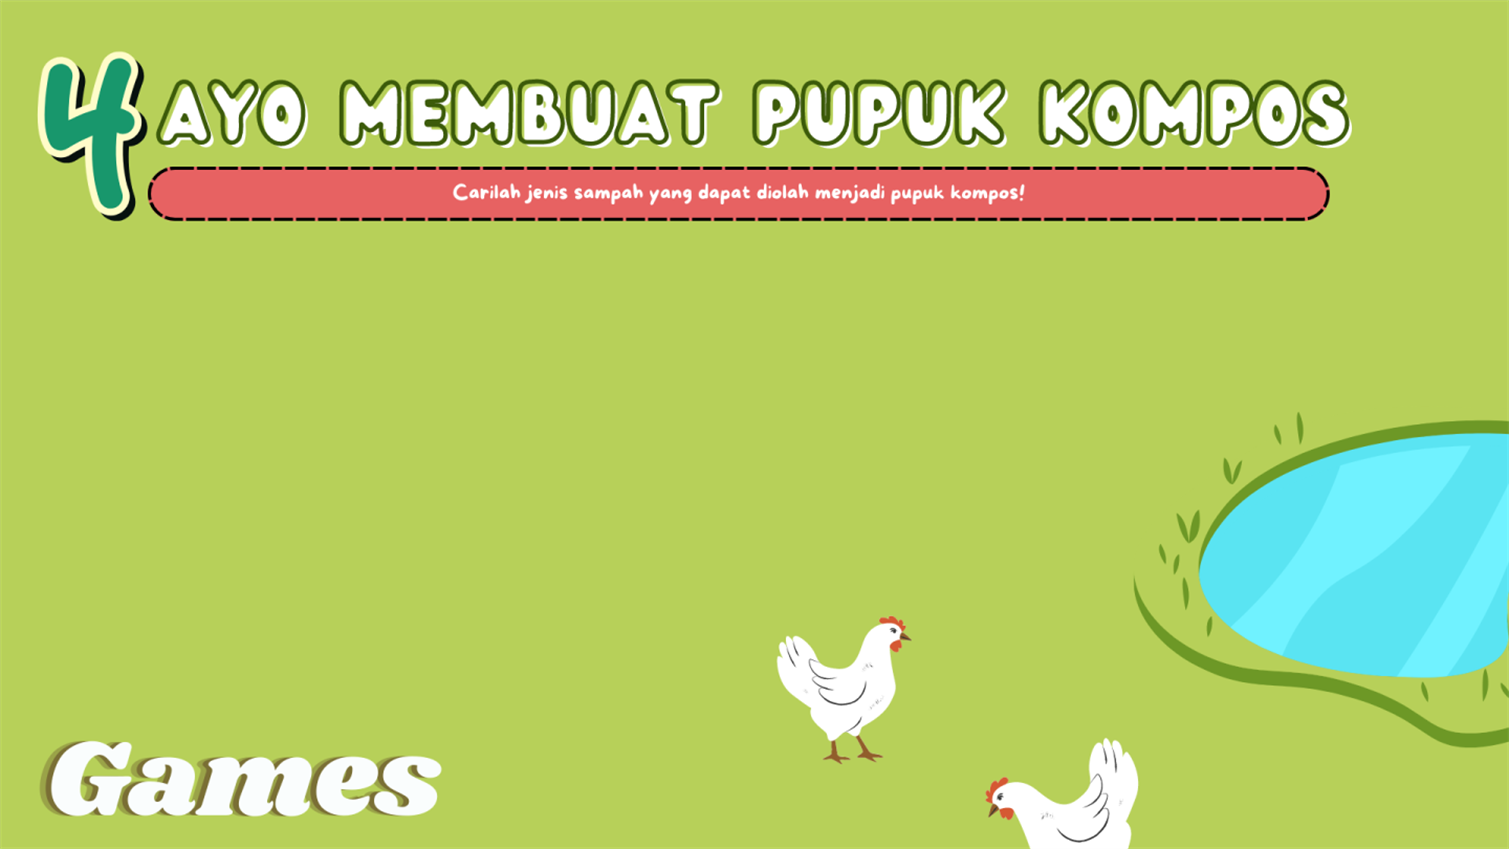 4
AYO MEMBUAT PUPUK KOMPOS
Carilah jenis sampah yang dapat diolah menjadi pupuk kompos!
Games